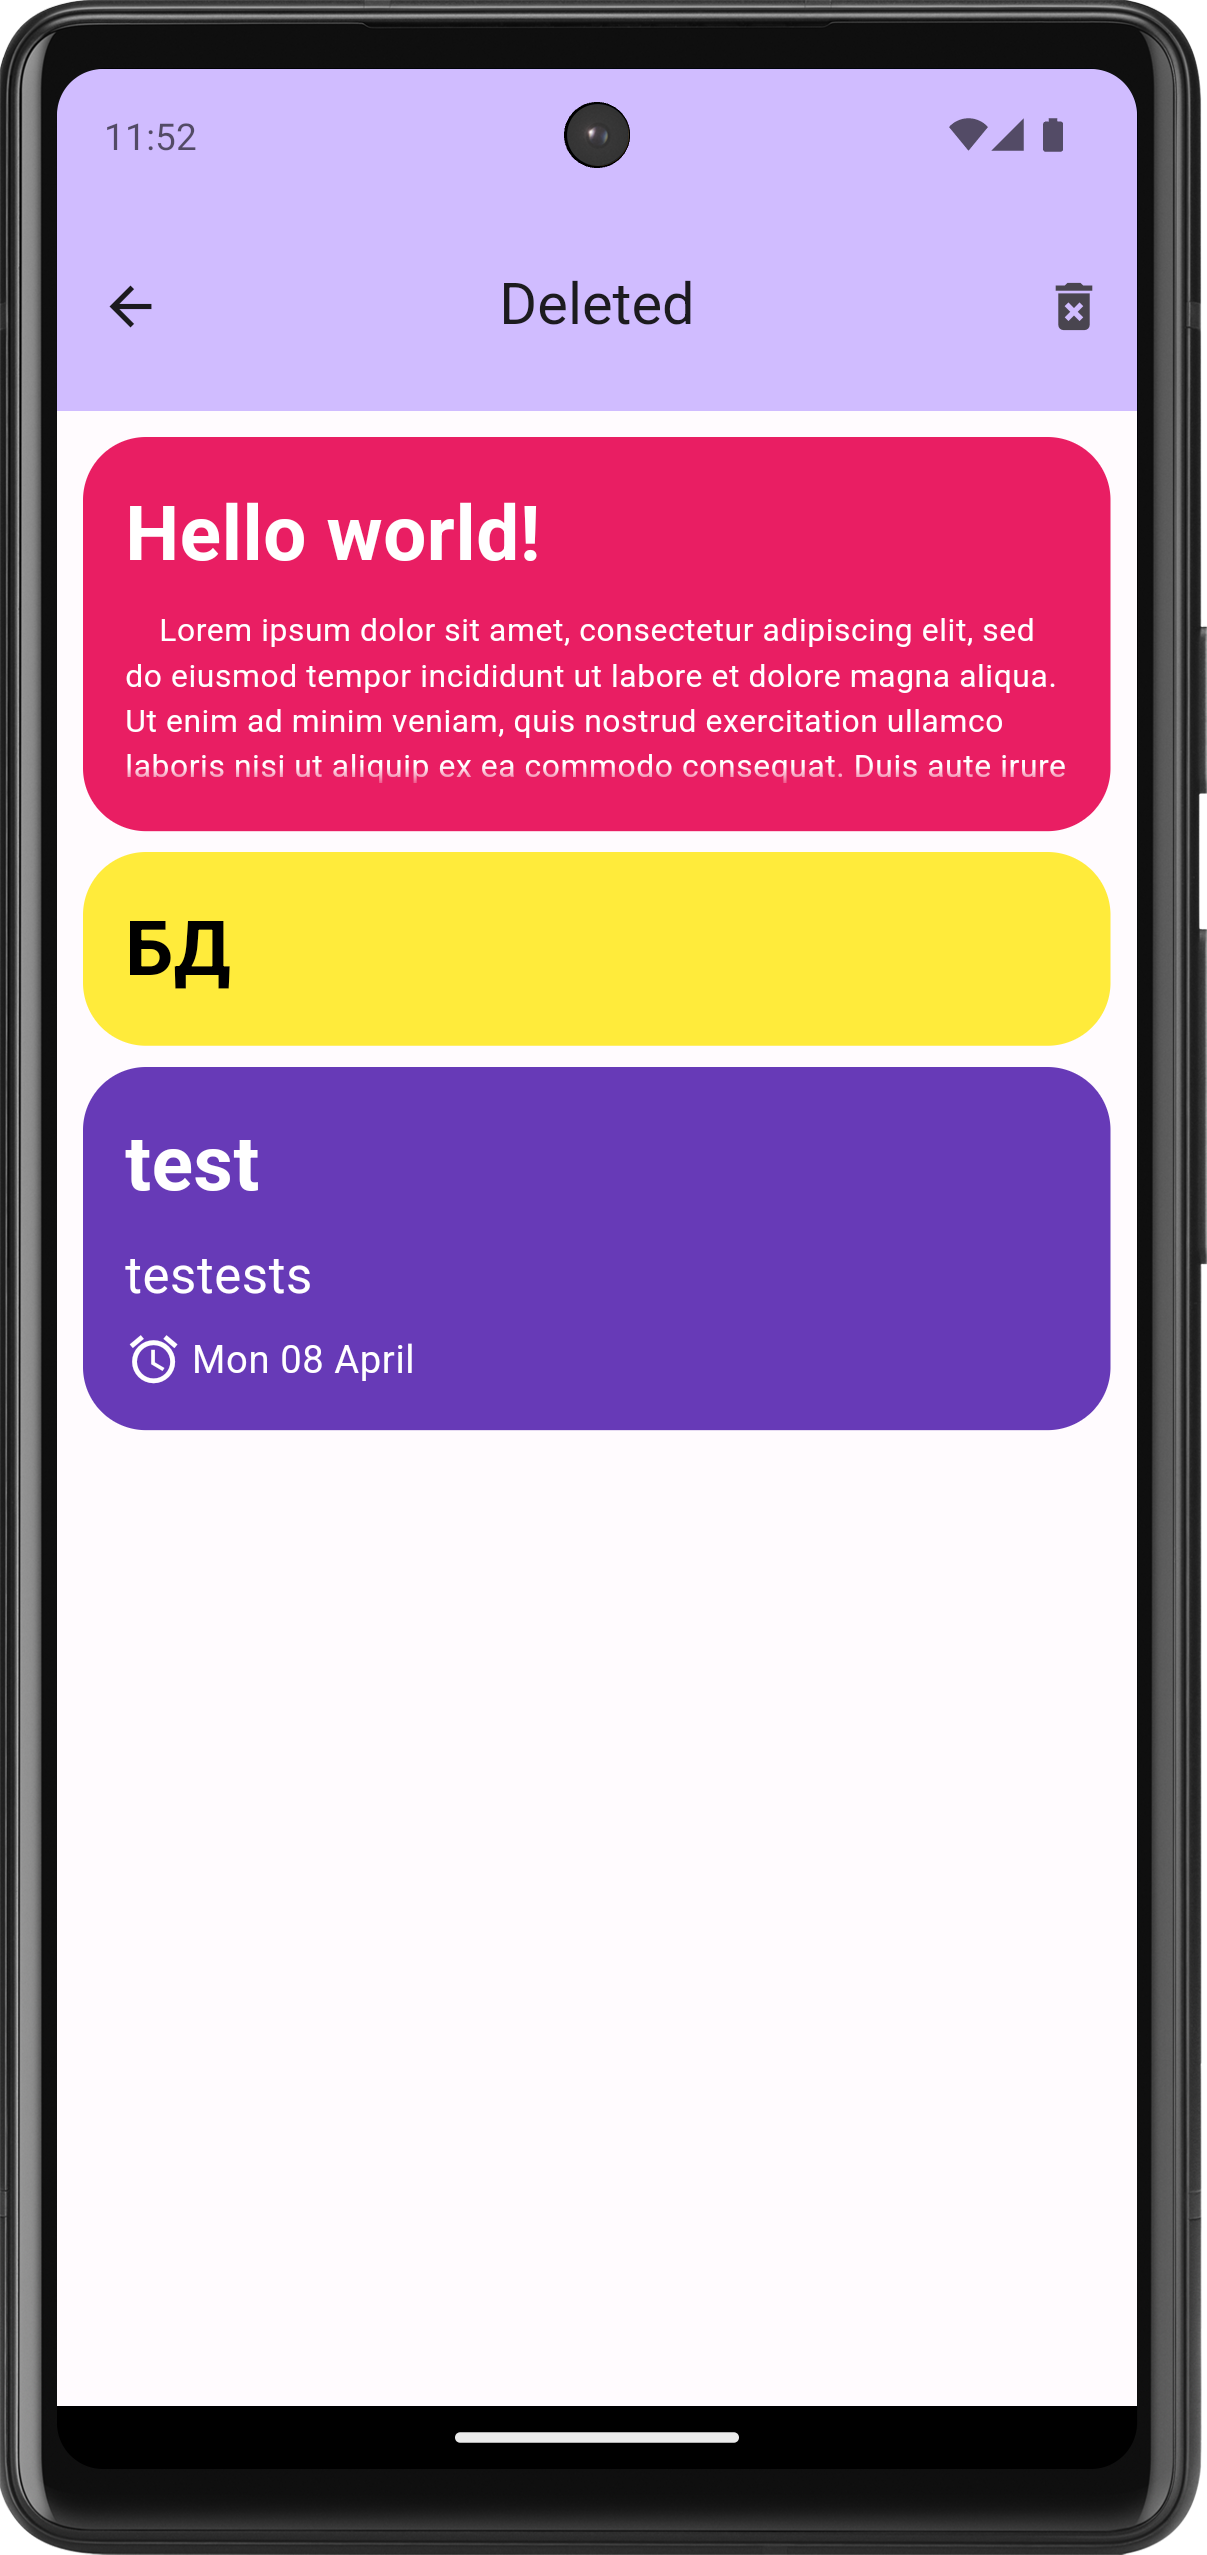 11:52
Deleted
Hello world!
Lorem ipsum dolor sit amet, consectetur adipiscing elit, sed
do eiusmod tempor incididunt ut labore et dolore magna aliqua.
Ut enim ad minim veniam, quis nostrud exercitation ullamco
laboris nisi ut aliquip ex ea commodo consequat. Duis aute irure
БД
test
testests
Mon 08 April